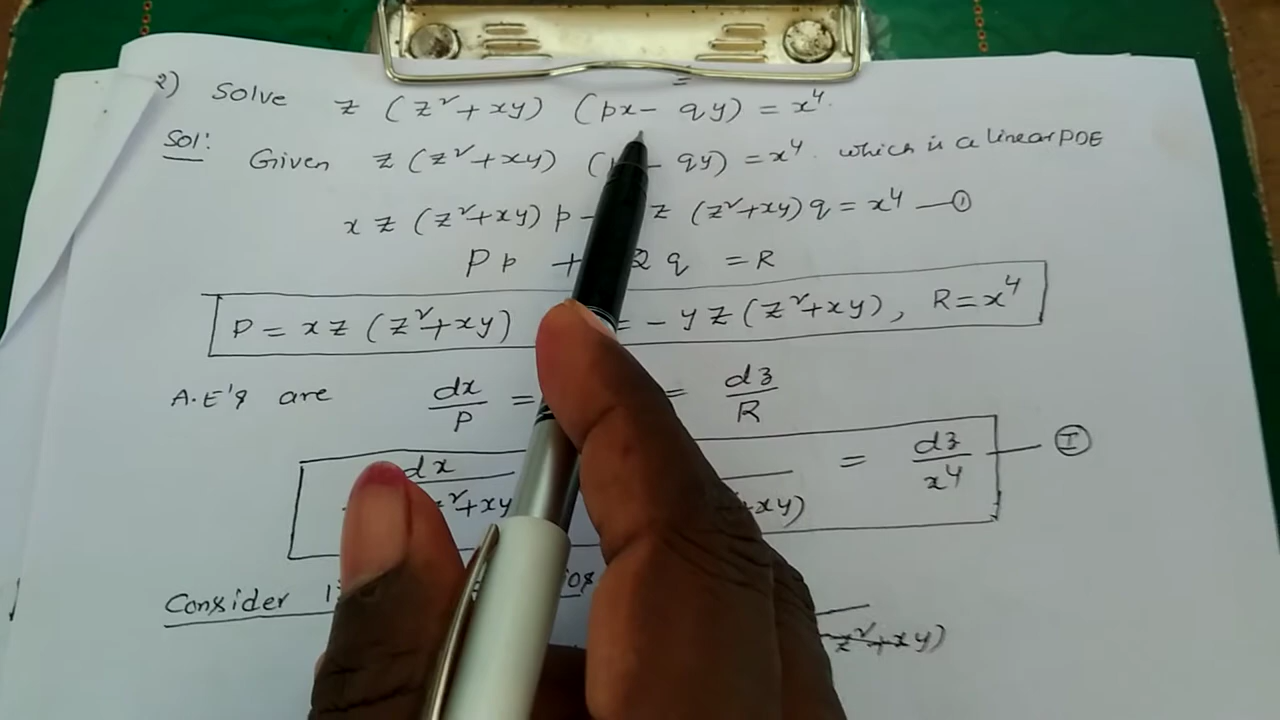 2) Solve z (z²+xy) (px- qy) = x⁴.
Sol: Given z (z²+xy) ( - qy) = x⁴. which is a linear PDE
x z (z²+xy) p - z (z²+xy) q = x⁴ — ①
P p + Q q = R
P = x z (z²+xy) = - y z (z²+xy), R = x⁴
A.E's are dx/P = = dz/R
dx = dz/x⁴ — Ⓘ
z²+xy xy)
Consider
z²+xy)